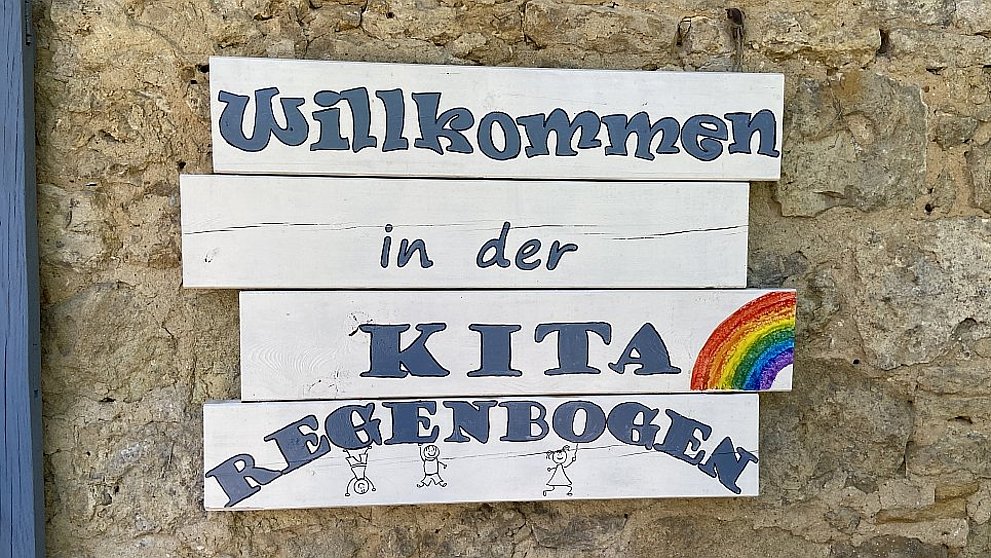 Willkommen
in der
KITA
REGENBOGEN